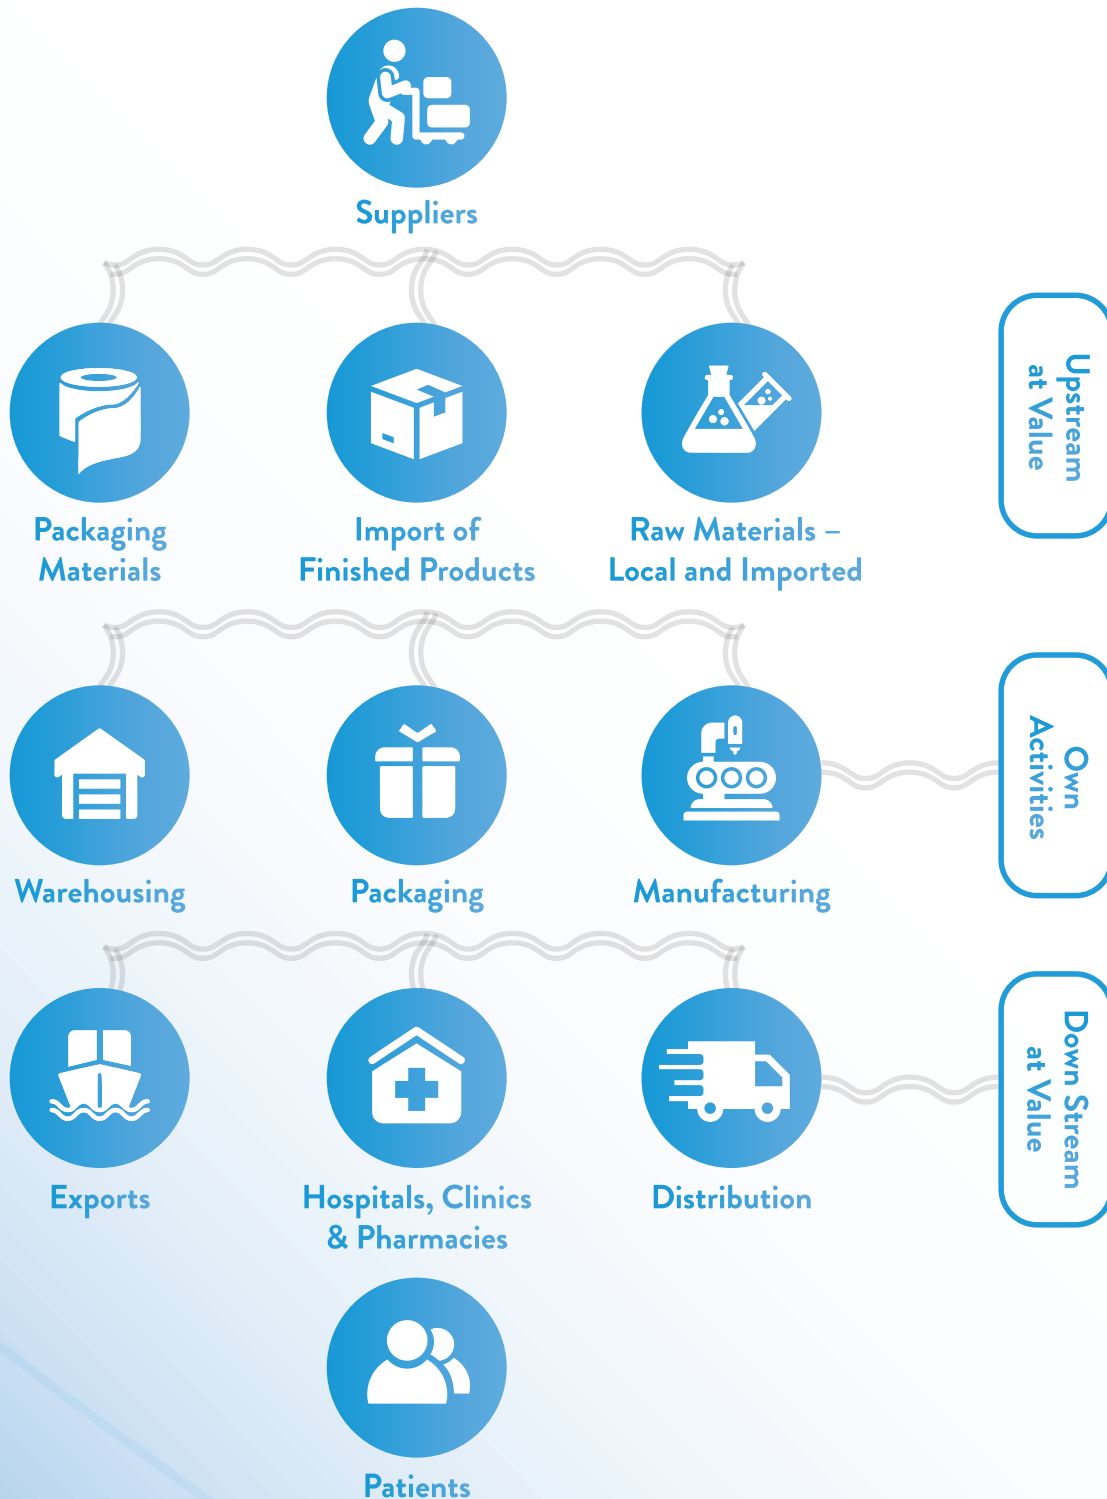 Suppliers
Packaging
Materials
Import of
Finished Products
Raw Materials –
Local and Imported
Upstream
at Value
Warehousing
Packaging
Manufacturing
Own
Activities
Exports
Hospitals, Clinics
& Pharmacies
Distribution
Down Stream
at Value
Patients